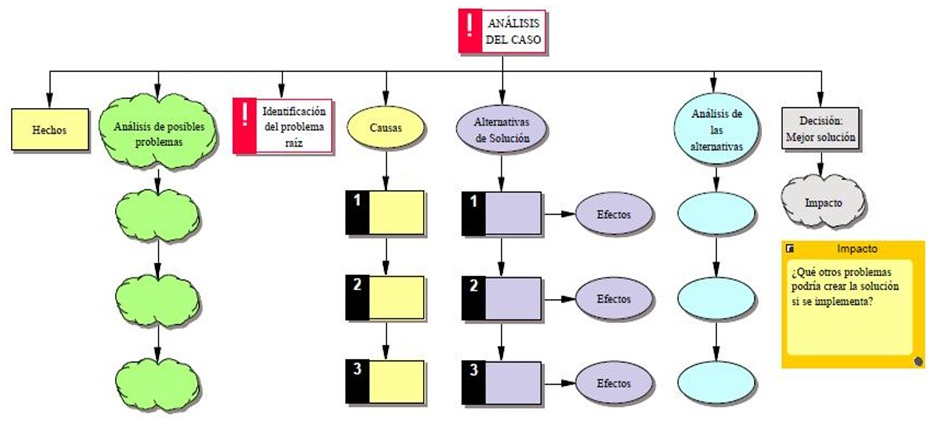 ! ANÁLISIS
DEL CASO
Hechos
Análisis de posibles
problemas
! Identificación
del problema
raíz
Causas
Alternativas
de Solución
Análisis de
las
alternativas
Decisión:
Mejor solución
1
1
Efectos
Impacto
2
2
Efectos
3
3
Efectos
Impacto
¿Qué otros problemas
podría crear la solución
si se implementa?